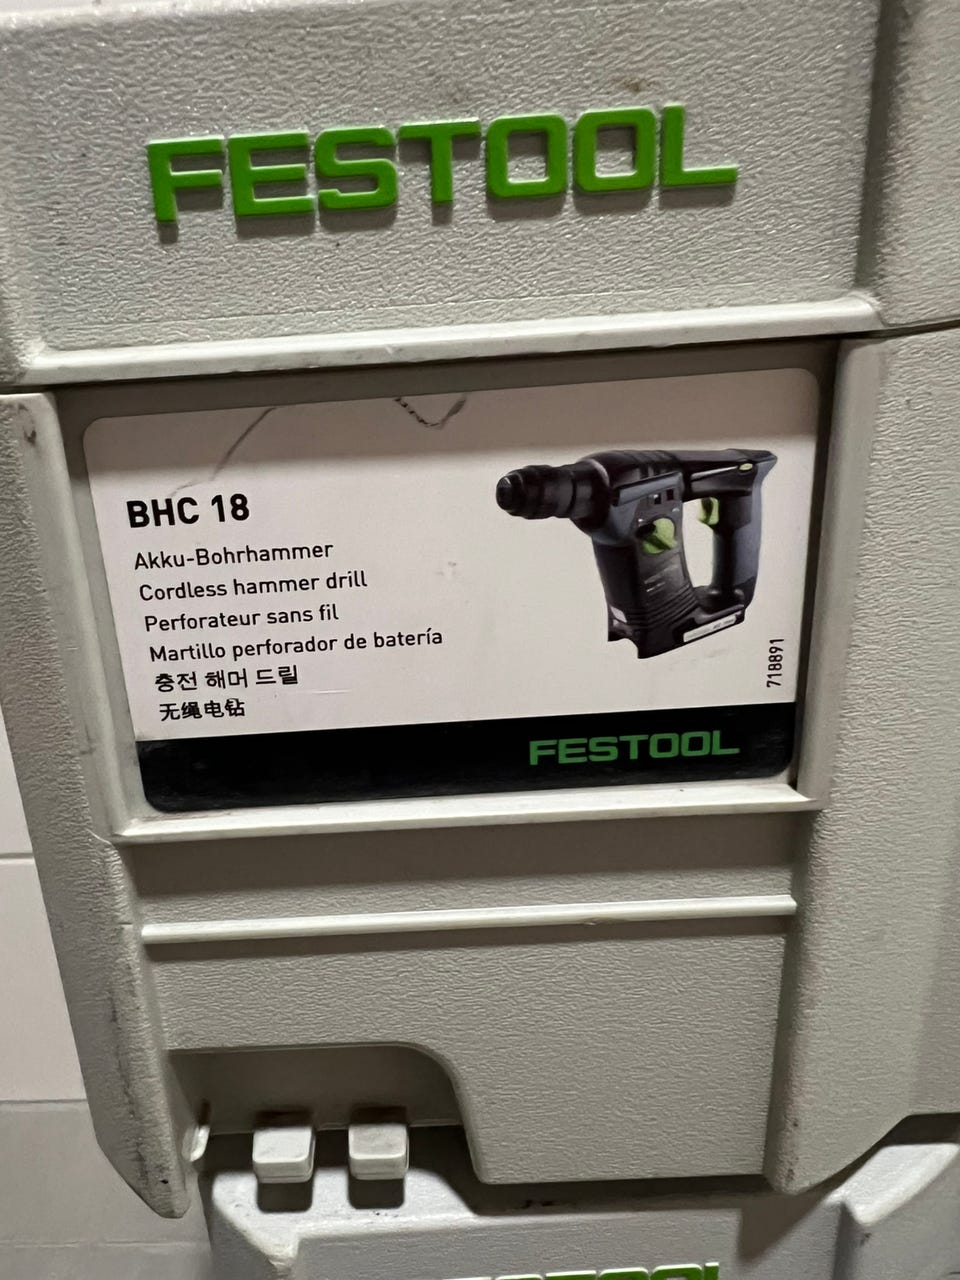 FESTOOL
BHC 18
Akku-Bohrhammer
Cordless hammer drill
Perforateur sans fil
Martillo perforador de batería
충전 해머 드릴
无绳电钻
718891
FESTOOL